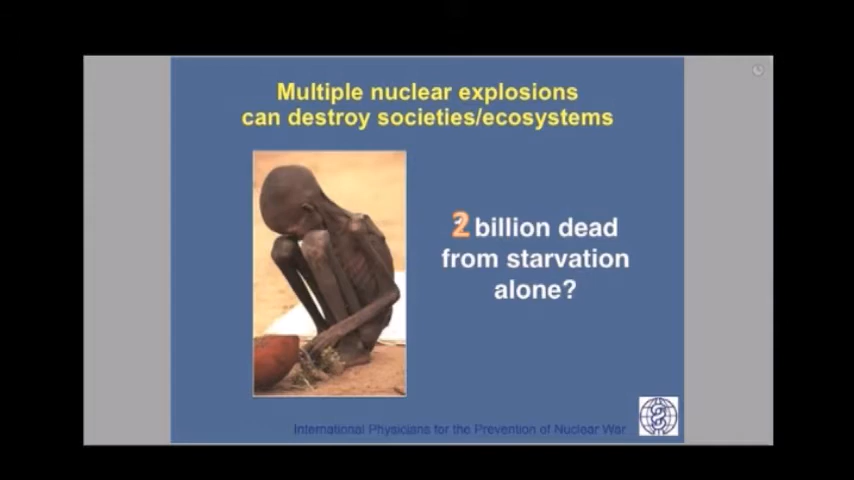 Multiple nuclear explosions
can destroy societies/ecosystems
2 billion dead
from starvation
alone?
International Physicians for the Prevention of Nuclear War